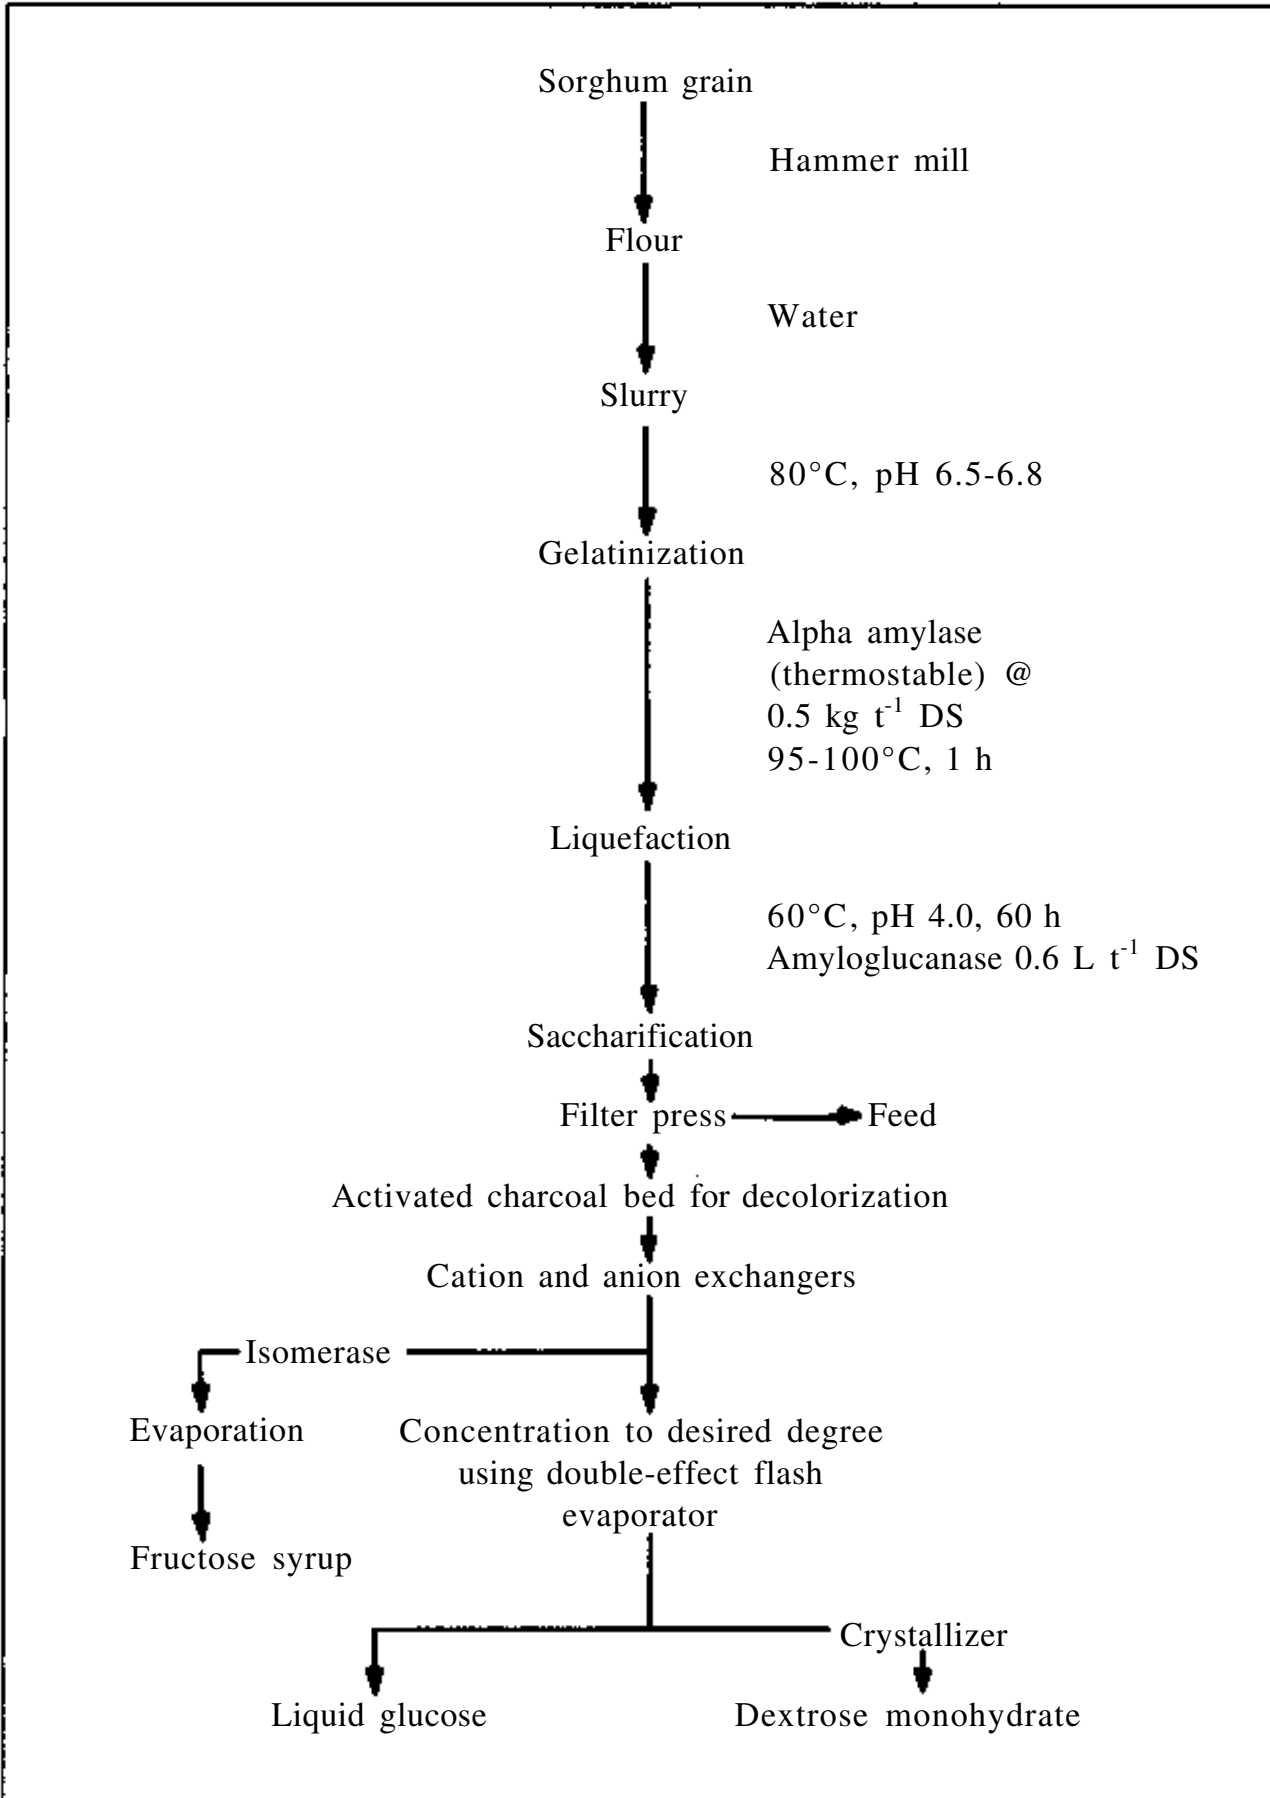 Sorghum grain
Hammer mill
Flour
Water
Slurry
80°C, pH 6.5-6.8
Gelatinization
Alpha amylase
(thermostable) @
0.5 kg t⁻¹ DS
95-100°C, 1 h
Liquefaction
60°C, pH 4.0, 60 h
Amyloglucanase 0.6 L t⁻¹ DS
Saccharification
Filter press
Feed
Activated charcoal bed for decolorization
Cation and anion exchangers
Isomerase
Evaporation
Concentration to desired degree
using double-effect flash
evaporator
Fructose syrup
Crystallizer
Liquid glucose
Dextrose monohydrate